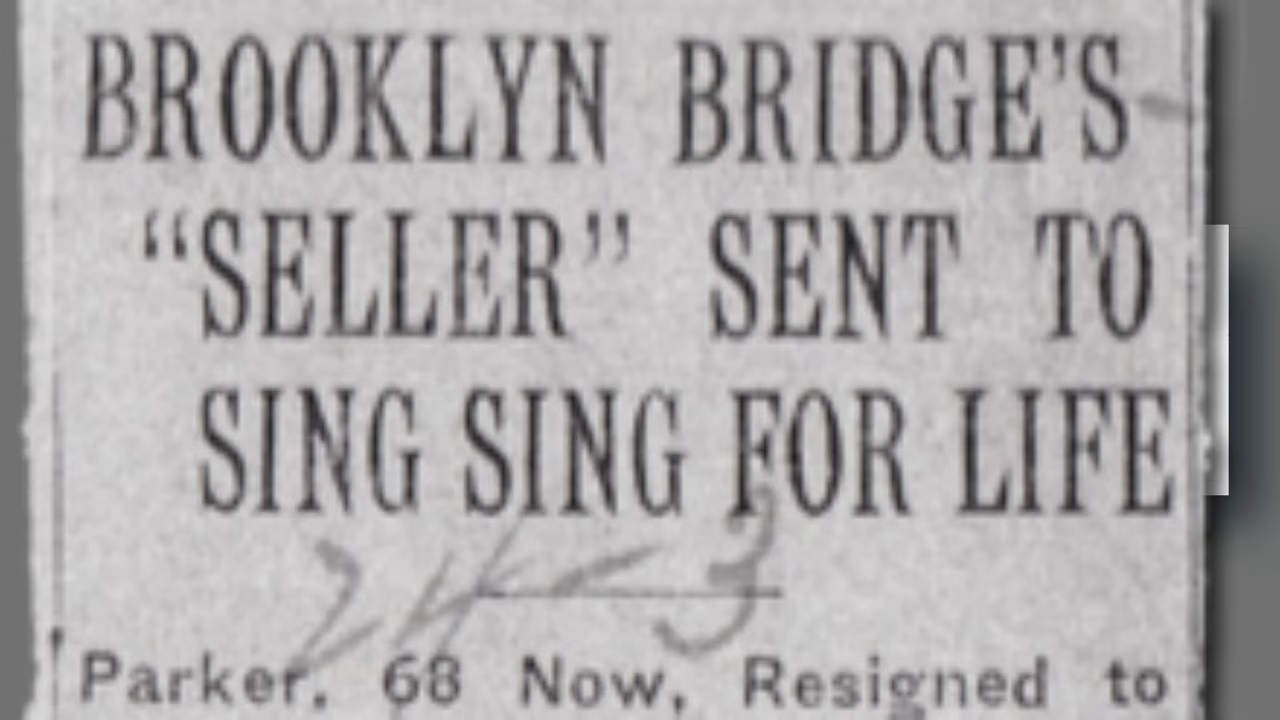 BROOKLYN BRIDGE'S
“SELLER” SENT TO
SING SING FOR LIFE
Parker, 68 Now, Resigned to